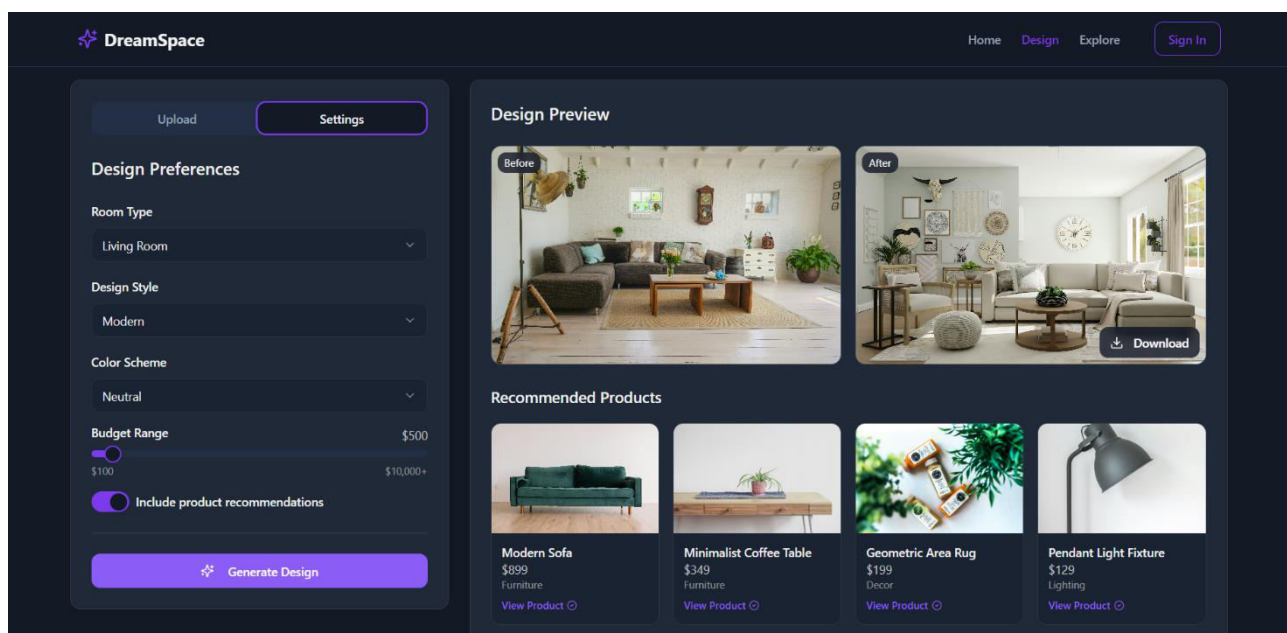 DreamSpace
Home Design Explore Sign In
Upload Settings
Design Preferences
Room Type
Living Room
Design Style
Modern
Color Scheme
Neutral
Budget Range $500
$100 $10,000+
Include product recommendations
Generate Design
Design Preview
Before After
Download
Recommended Products
Modern Sofa
$899
Furniture
View Product
Minimalist Coffee Table
$349
Furniture
View Product
Geometric Area Rug
$199
Decor
View Product
Pendant Light Fixture
$129
Lighting
View Product